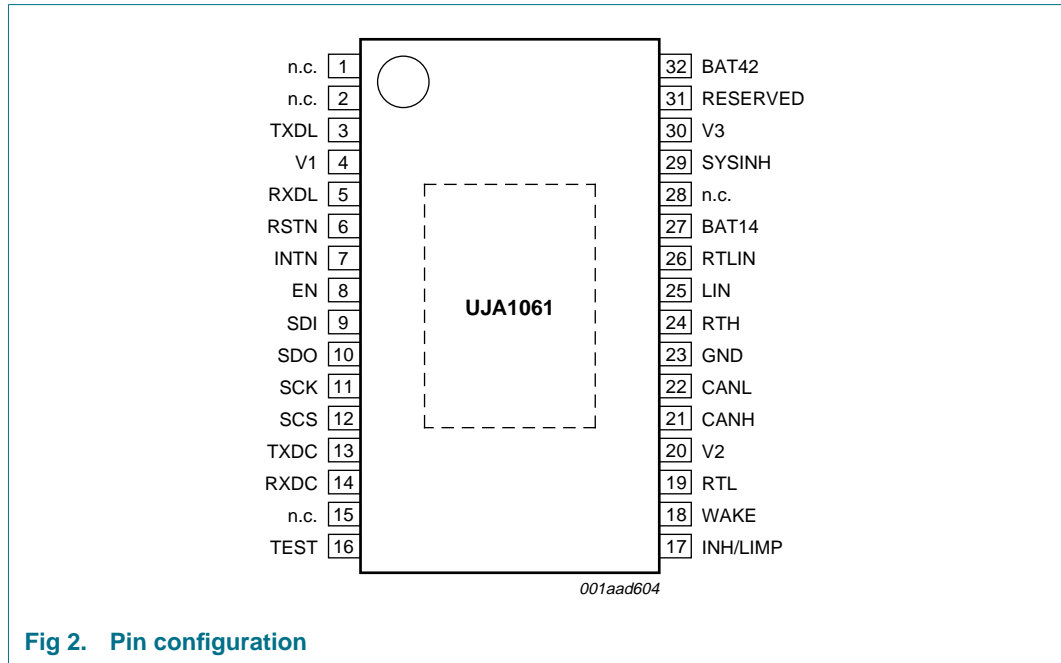 n.c. 1 32 BAT42
n.c. 2 31 RESERVED
TXDL 3 30 V3
V1 4 29 SYSINH
RXDL 5 28 n.c.
RSTN 6 27 BAT14
INTN 7 26 RTLIN
EN 8 25 LIN
UJA1061
SDI 9 24 RTH
SDO 10 23 GND
SCK 11 22 CANL
SCS 12 21 CANH
TXDC 13 20 V2
RXDC 14 19 RTL
n.c. 15 18 WAKE
TEST 16 17 INH/LIMP
001aad604
Fig 2. Pin configuration